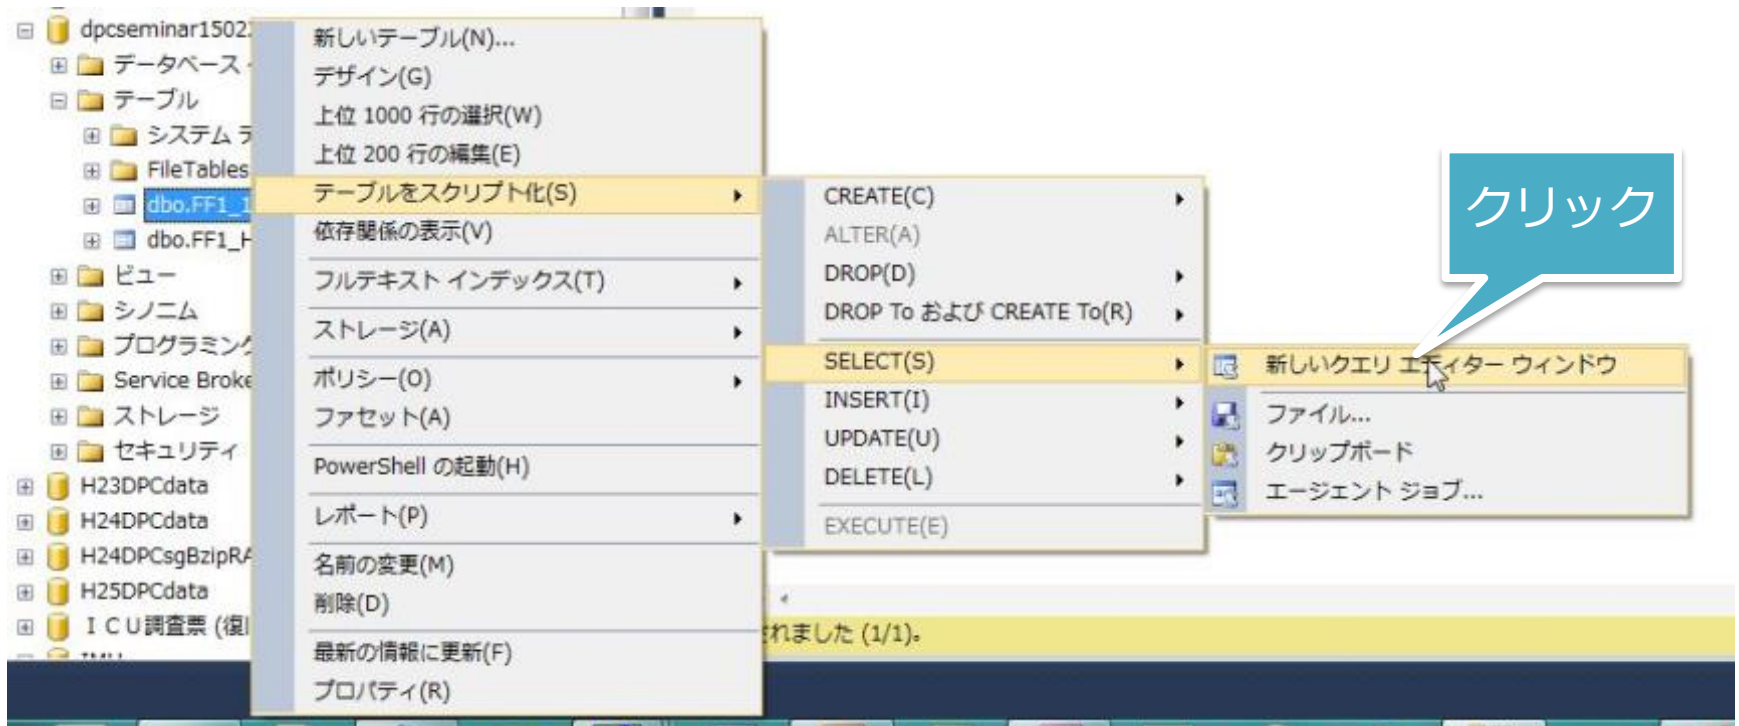 dpcseminar1502
データベース
テーブル
システム テ
FileTables
dbo.FF1_1
dbo.FF1_H
ビュー
シノニム
プログラミング
Service Broke
ストレージ
セキュリティ
H23DPCdata
H24DPCdata
H24DPCsgBzipRA
H25DPCdata
ＩＣＵ調査票 (復
新しいテーブル(N)...
デザイン(G)
上位 1000 行の選択(W)
上位 200 行の編集(E)
テーブルをスクリプト化(S)
依存関係の表示(V)
フルテキスト インデックス(T)
ストレージ(A)
ポリシー(O)
ファセット(A)
PowerShell の起動(H)
レポート(P)
名前の変更(M)
削除(D)
最新の情報に更新(F)
プロパティ(R)
CREATE(C)
ALTER(A)
DROP(D)
DROP To および CREATE To(R)
SELECT(S)
INSERT(I)
UPDATE(U)
DELETE(L)
EXECUTE(E)
クリック
新しいクエリ エディター ウィンドウ
ファイル...
クリップボード
エージェント ジョブ...
されました (1/1)。